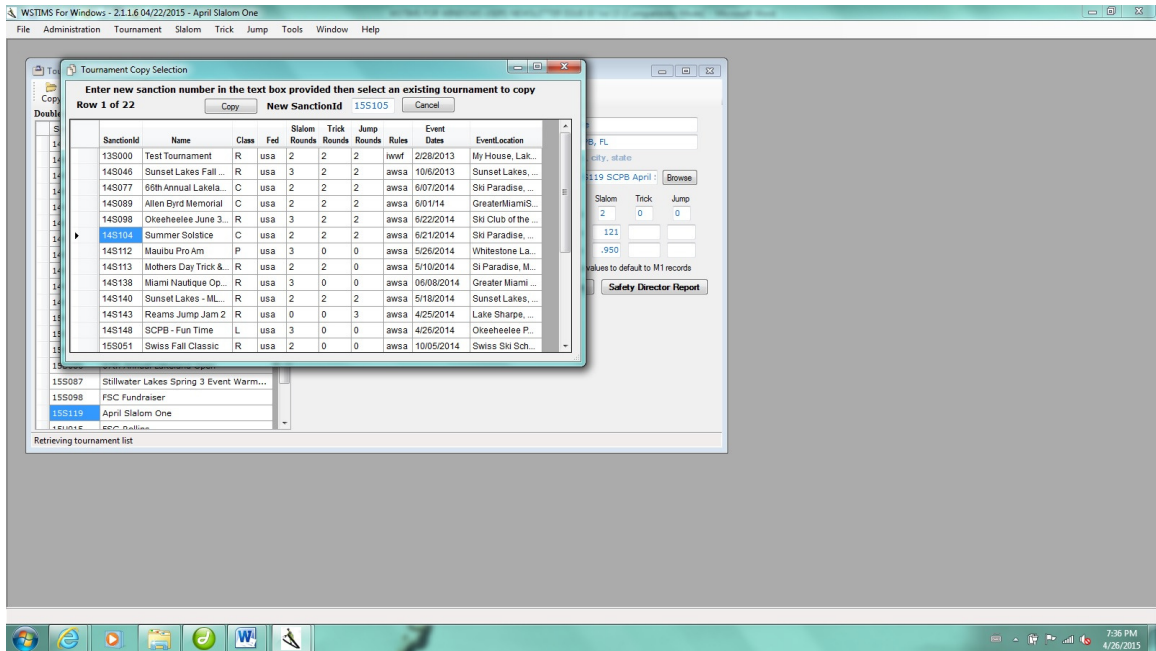 WSTIMS For Windows - 2.1.1.6 04/22/2015 - April Slalom One
File Administration Tournament Slalom Trick Jump Tools Window Help
Tournament Copy Selection
Enter new sanction number in the text box provided then select an existing tournament to copy
Row 1 of 22 Copy New SanctionId 15S105 Cancel
SanctionId Name Class Fed Slalom Rounds Trick Rounds Jump Rounds Rules Event Dates EventLocation
13S000 Test Tournament R usa 2 2 2 iwwf 2/28/2013 My House, Lak...
14S046 Sunset Lakes Fall ... R usa 3 2 2 awsa 10/6/2013 Sunset Lakes, ...
14S077 66th Annual Lakela... C usa 2 2 2 awsa 6/07/2014 Ski Paradise, ...
14S089 Allen Byrd Memorial C usa 2 2 2 awsa 6/01/14 GreaterMiamiS...
14S098 Okeeheelee June 3... R usa 3 2 2 awsa 6/22/2014 Ski Club of the ...
14S104 Summer Solstice C usa 2 2 2 awsa 6/21/2014 Ski Paradise, ...
14S112 Mauibu Pro Am P usa 3 0 0 awsa 5/26/2014 Whitestone La...
14S113 Mothers Day Trick &... R usa 2 2 0 awsa 5/10/2014 Si Paradise, M...
14S138 Miami Nautique Op... R usa 3 0 0 awsa 06/08/2014 Greater Miami ...
14S140 Sunset Lakes - ML... R usa 2 2 2 awsa 5/18/2014 Sunset Lakes, ...
14S143 Reams Jump Jam 2 R usa 0 0 3 awsa 4/25/2014 Lake Sharpe, ...
14S148 SCPB - Fun Time L usa 3 0 0 awsa 4/26/2014 Okeeheelee P...
15S051 Swiss Fall Classic R usa 2 0 0 awsa 10/05/2014 Swiss Ski Sch...
Copy
Double
B, FL
, city, state
119 SCPB April : Browse
Slalom Trick Jump
2 0 0
121
.950
values to default to M1 records
Safety Director Report
15S087 Stillwater Lakes Spring 3 Event Warm...
15S098 FSC Fundraiser
15S119 April Slalom One
Retrieving tournament list
7:36 PM
4/26/2015